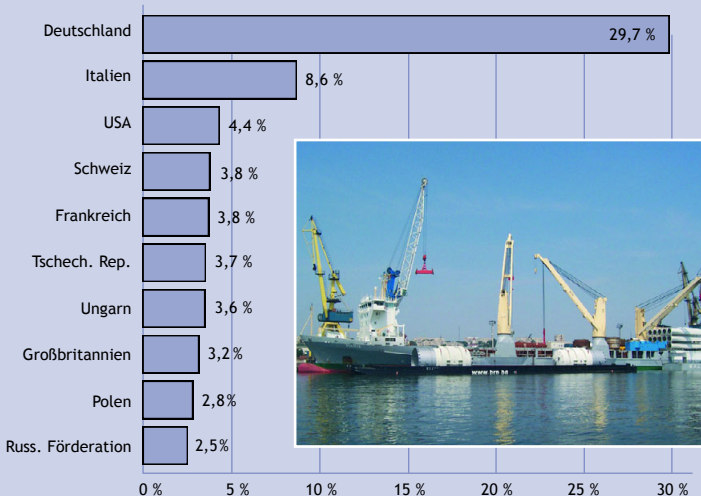 Deutschland 29,7 %
Italien 8,6 %
USA 4,4 %
Schweiz 3,8 %
Frankreich 3,8 %
Tschech. Rep. 3,7 %
Ungarn 3,6 %
Großbritannien 3,2 %
Polen 2,8%
Russ. Förderation 2,5%
www.brp.bg
0 % 5 % 10 % 15 % 20 % 25 % 30 %